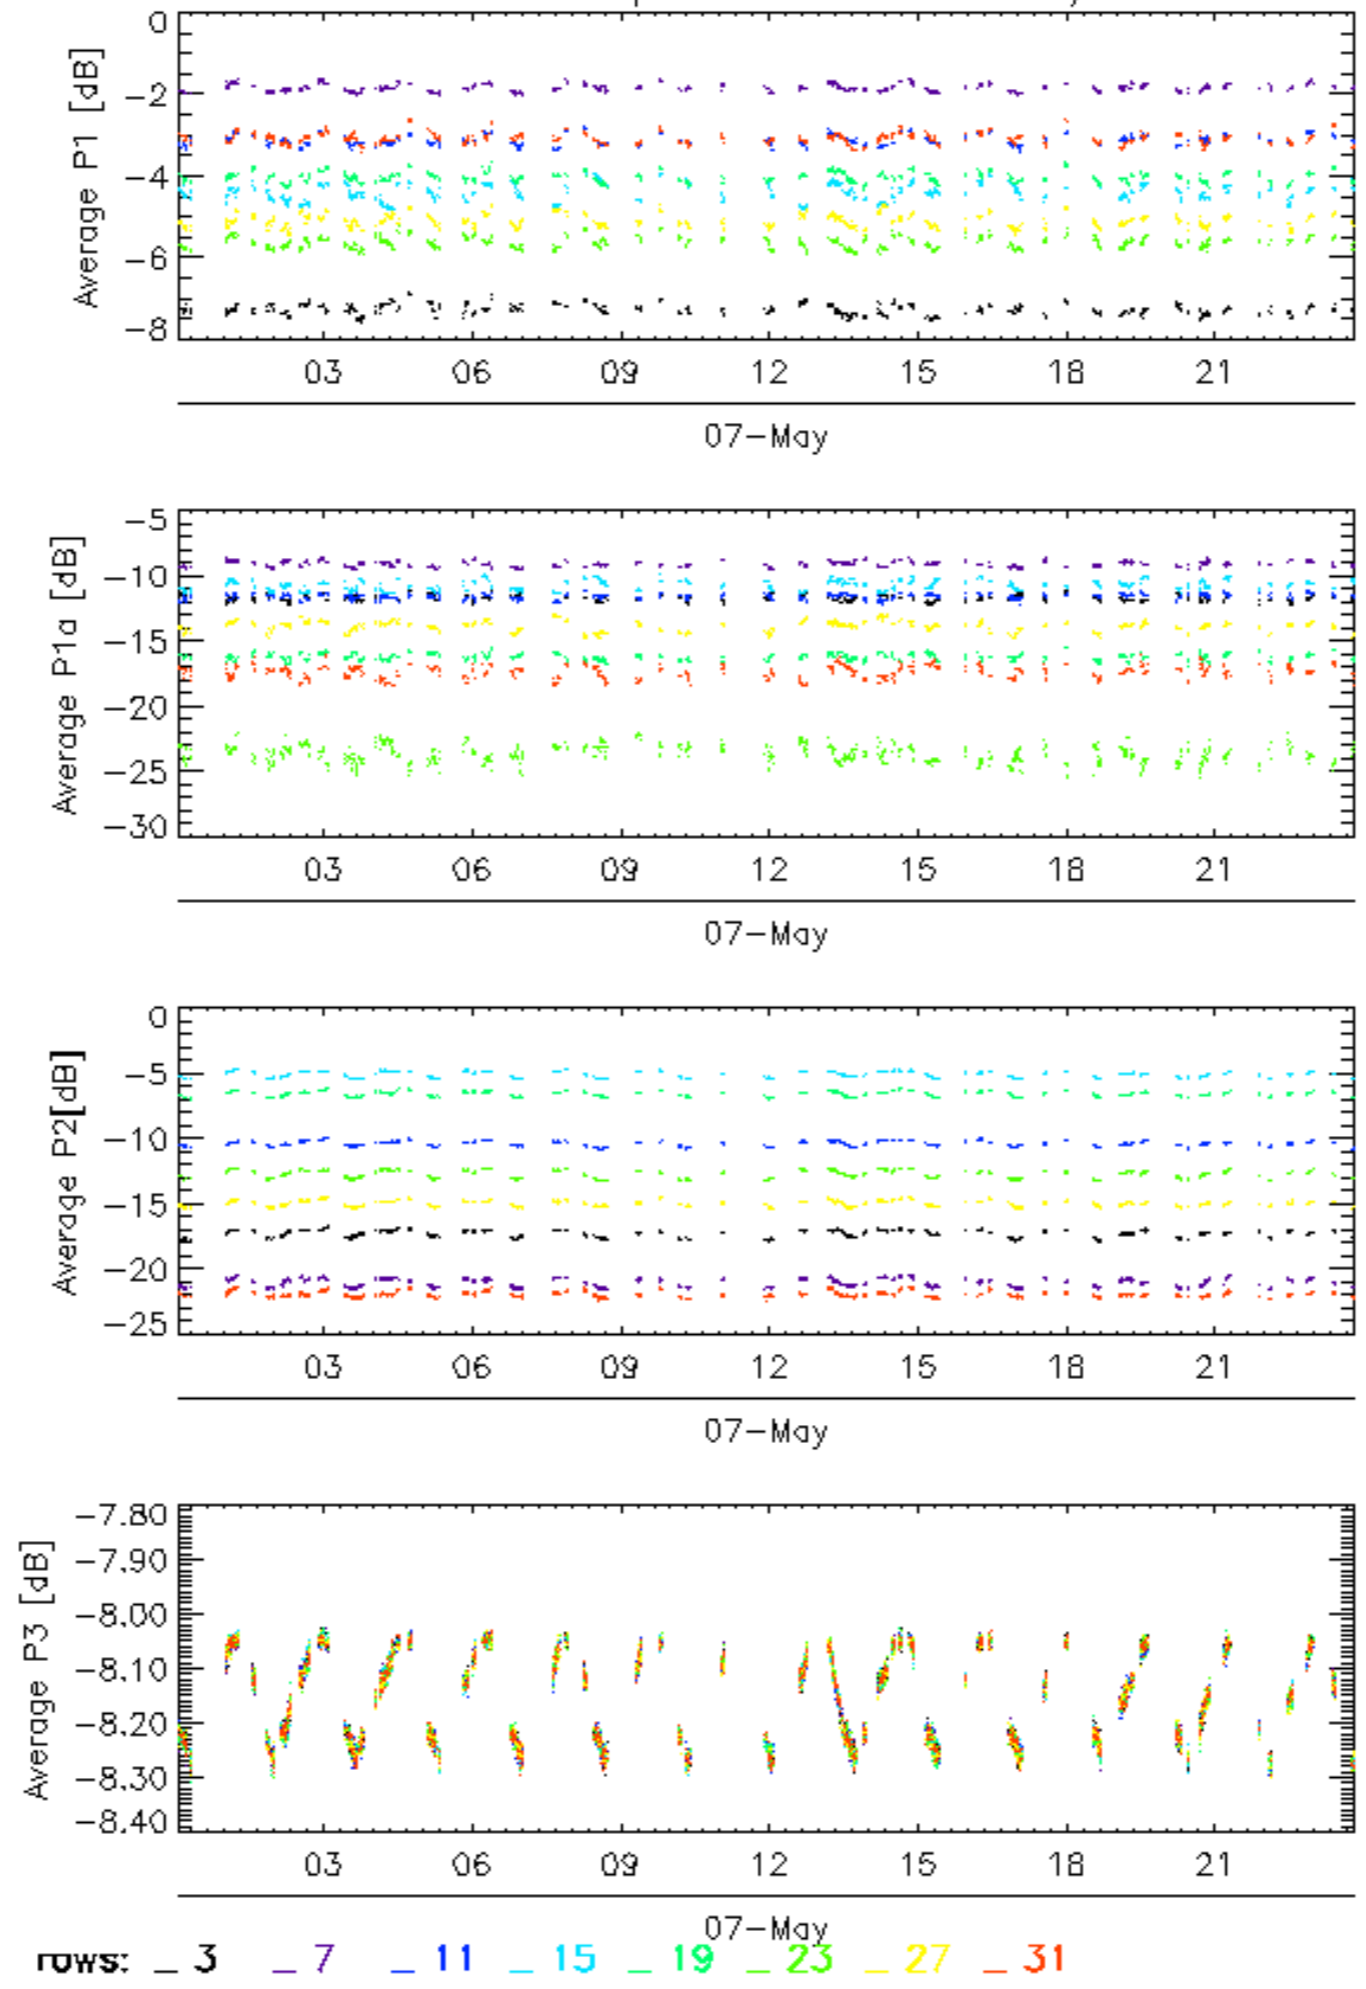 0
-2
-4
-6
-8
Average P1 [dB]
03 06 09 12 15 18 21
07-May
-5
-10
-15
-20
-25
-30
Average P1a [dB]
03 06 09 12 15 18 21
07-May
0
-5
-10
-15
-20
-25
Average P2[dB]
03 06 09 12 15 18 21
07-May
-7.80
-7.90
-8.00
-8.10
-8.20
-8.30
-8.40
Average P3 [dB]
03 06 09 12 15 18 21
07-May
rows: _ 3 _ 7 _ 11 _ 15 _ 19 _ 23 _ 27 _ 31